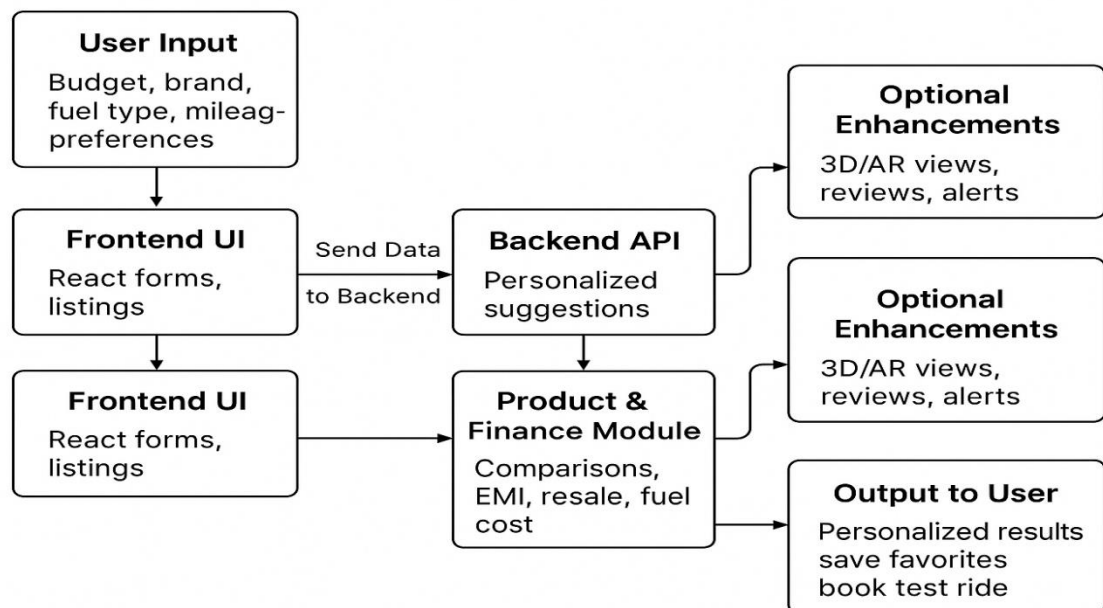 User Input
Budget, brand,
fuel type, mileag-
preferences
Frontend UI
React forms,
listings
Send Data
to Backend
Backend API
Personalized
suggestions
Optional
Enhancements
3D/AR views,
reviews, alerts
Frontend UI
React forms,
listings
Product &
Finance Module
Comparisons,
EMI, resale, fuel
cost
Optional
Enhancements
3D/AR views,
reviews, alerts
Output to User
Personalized results
save favorites
book test ride